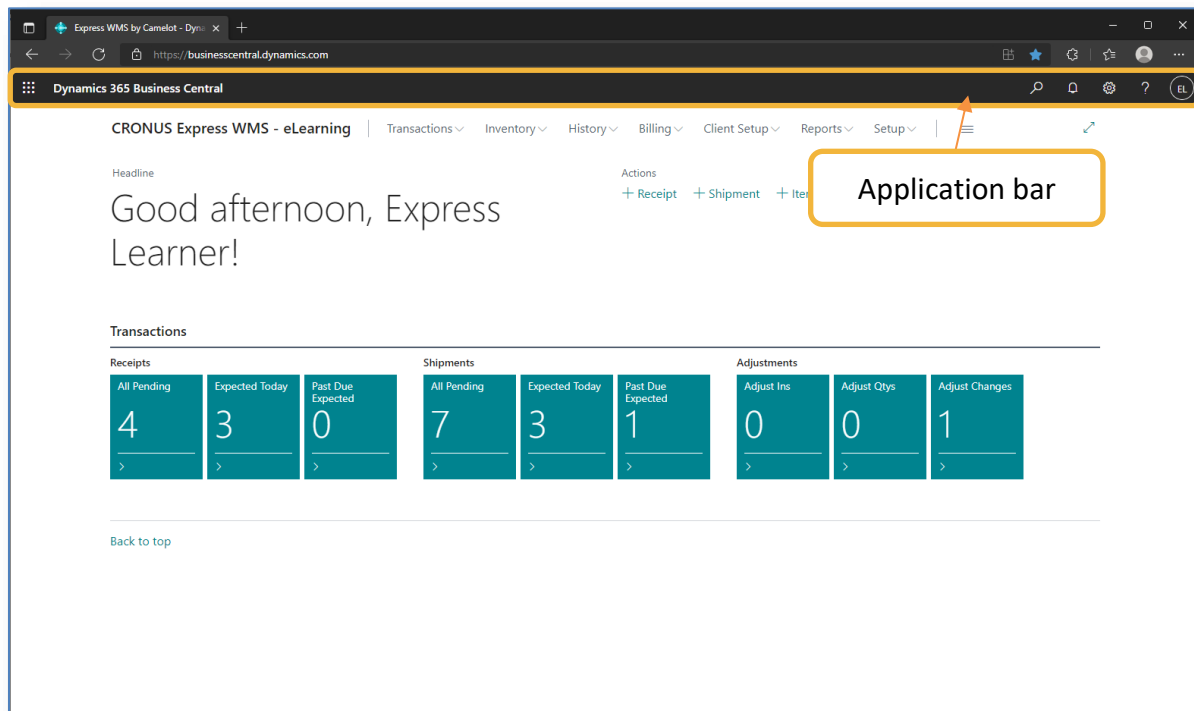 Express WMS by Camelot - Dyna
https://businesscentral.dynamics.com
Dynamics 365 Business Central
? EL
CRONUS Express WMS - eLearning Transactions Inventory History Billing Client Setup Reports Setup
Application bar
Headline
Good afternoon, Express
Learner!
Actions
+ Receipt + Shipment +
Transactions
Receipts
All Pending
4
Expected Today
3
Past Due
Expected
0
Shipments
All Pending
7
Expected Today
3
Past Due
Expected
1
Adjustments
Adjust Ins
0
Adjust Qtys
0
Adjust Changes
1
Back to top